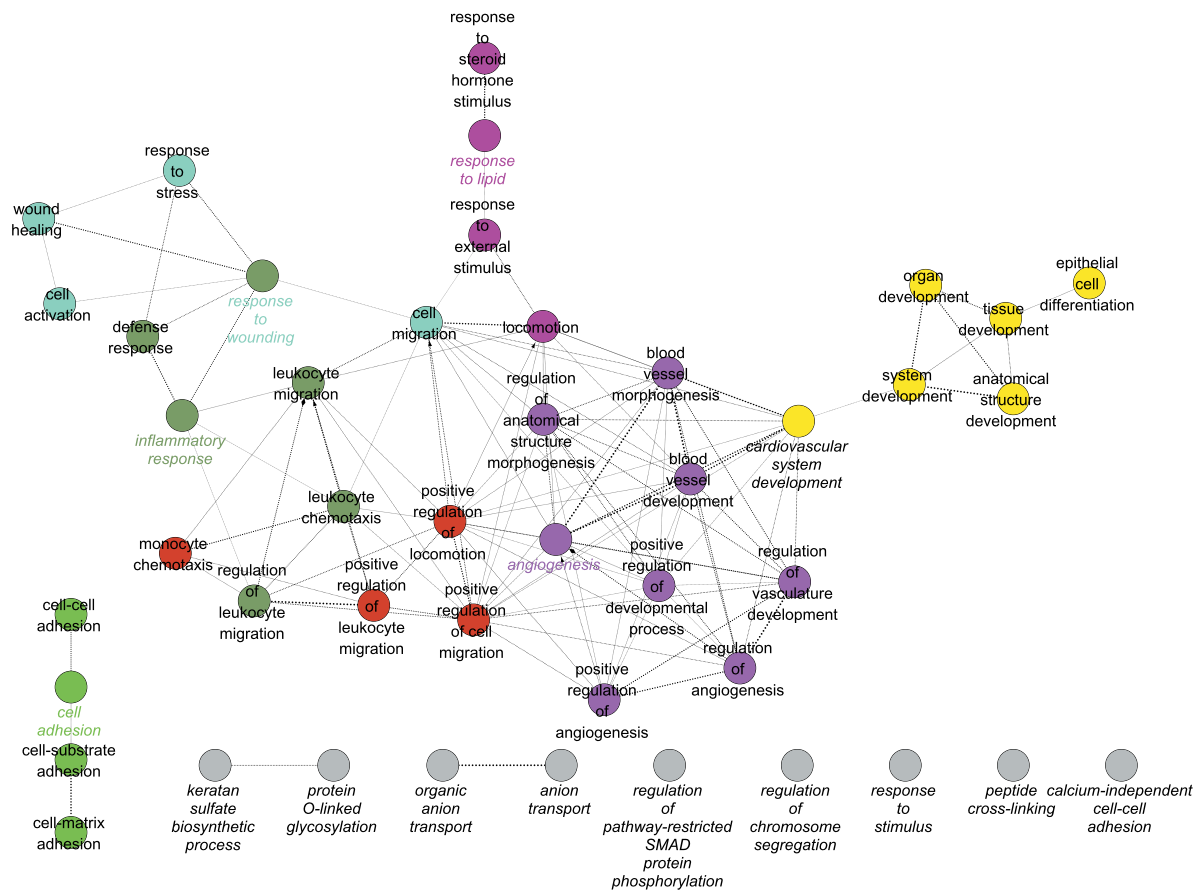 response
to
steroid
hormone
stimulus
response
to lipid
response
to
external
stimulus
response
to
stress
wound
healing
cell
activation
response
to
wounding
defense
response
inflammatory
response
leukocyte
migration
cell
migration
locomotion
regulation
of
anatomical
structure
morphogenesis
blood
vessel
morphogenesis
blood
vessel
development
cardiovascular
system
development
organ
development
epithelial
cell
differentiation
tissue
development
system
development
anatomical
structure
development
leukocyte
chemotaxis
positive
regulation
of
locomotion
monocyte
chemotaxis
regulation
of
leukocyte
migration
positive
regulation
of
leukocyte
migration
positive
regulation
of cell
migration
angiogenesis
positive
regulation
of
developmental
process
regulation
of
vasculature
development
regulation
of
angiogenesis
positive
regulation
of
angiogenesis
cell-cell
adhesion
cell
adhesion
cell-substrate
adhesion
cell-matrix
adhesion
keratan
sulfate
biosynthetic
process
protein
O-linked
glycosylation
organic
anion
transport
anion
transport
regulation
of
pathway-restricted
SMAD
protein
phosphorylation
regulation
of
chromosome
segregation
response
to
stimulus
peptide
cross-linking
calcium-independent
cell-cell
adhesion